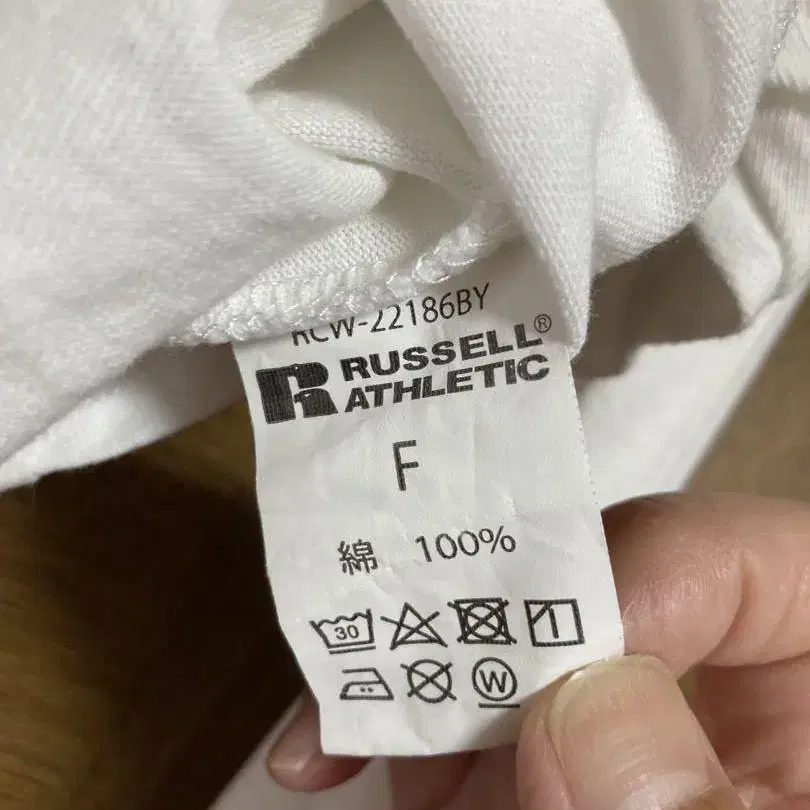 RCW-22186BY
RUSSELL®
ATHLETIC
F
綿 100%
30
W